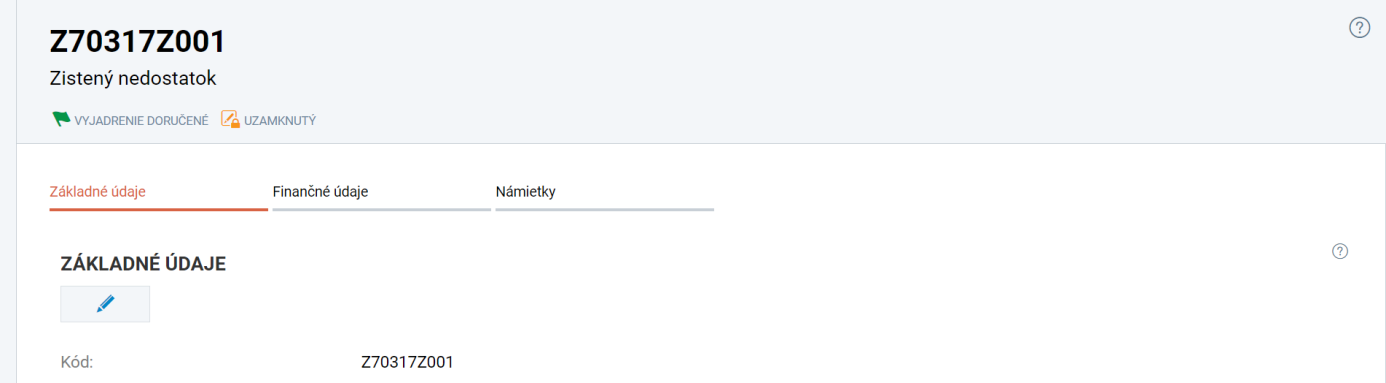 Z70317Z001
Zistený nedostatok
VYJADRENIE DORUČENÉ UZAMKNUTÝ
Základné údaje Finančné údaje Námietky
ZÁKLADNÉ ÚDAJE
Kód: Z70317Z001